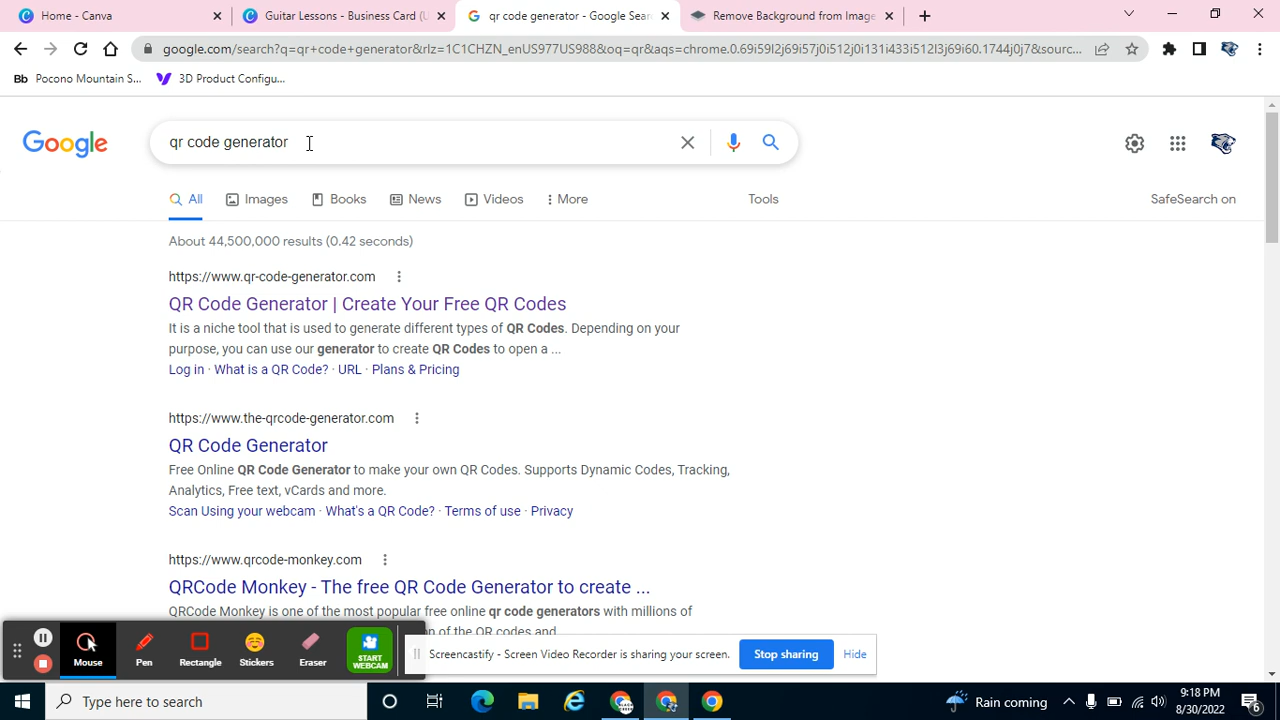 Home - Canva
Guitar Lessons - Business Card (U
qr code generator - Google Sear
Remove Background from Image
google.com/search?q=qr+code+generator&rlz=1C1CHZN_enUS977US988&oq=qr&aqs=chrome.0.69i59l2j69i57j0i512j0i131i433i512l3j69i60.1744j0j7&sourc...
Bb Pocono Mountain S...
3D Product Configu...
Google
qr code generator
All
Images
Books
News
Videos
More
Tools
SafeSearch on
About 44,500,000 results (0.42 seconds)
https://www.qr-code-generator.com
QR Code Generator | Create Your Free QR Codes
It is a niche tool that is used to generate different types of QR Codes. Depending on your
purpose, you can use our generator to create QR Codes to open a ...
Log in · What is a QR Code? · URL · Plans & Pricing
https://www.the-qrcode-generator.com
QR Code Generator
Free Online QR Code Generator to make your own QR Codes. Supports Dynamic Codes, Tracking,
Analytics, Free text, vCards and more.
Scan Using your webcam · What's a QR Code? · Terms of use · Privacy
https://www.qrcode-monkey.com
QRCode Monkey - The free QR Code Generator to create ...
QRCode Monkey is one of the most popular free online qr code generators with millions of
n of the QR codes and
Mouse
Pen
Rectangle
Stickers
Eraser
START
WEBCAM
Screencastify - Screen Video Recorder is sharing your screen.
Stop sharing
Hide
Type here to search
Rain coming
9:18 PM
8/30/2022
6